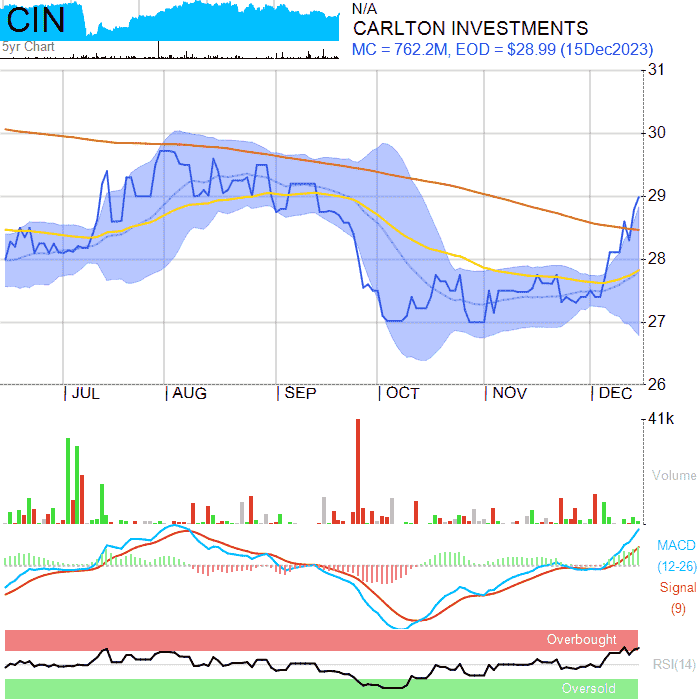 CIN
N/A
CARLTON INVESTMENTS
5yr Chart
MC = 762.2M, EOD = $28.99 (15Dec2023)
31
30
29
28
27
26
JUL AUG SEP OCT NOV DEC
41k
Volume
MACD
(12-26)
Signal
(9)
Overbought
RSI(14)
Oversold